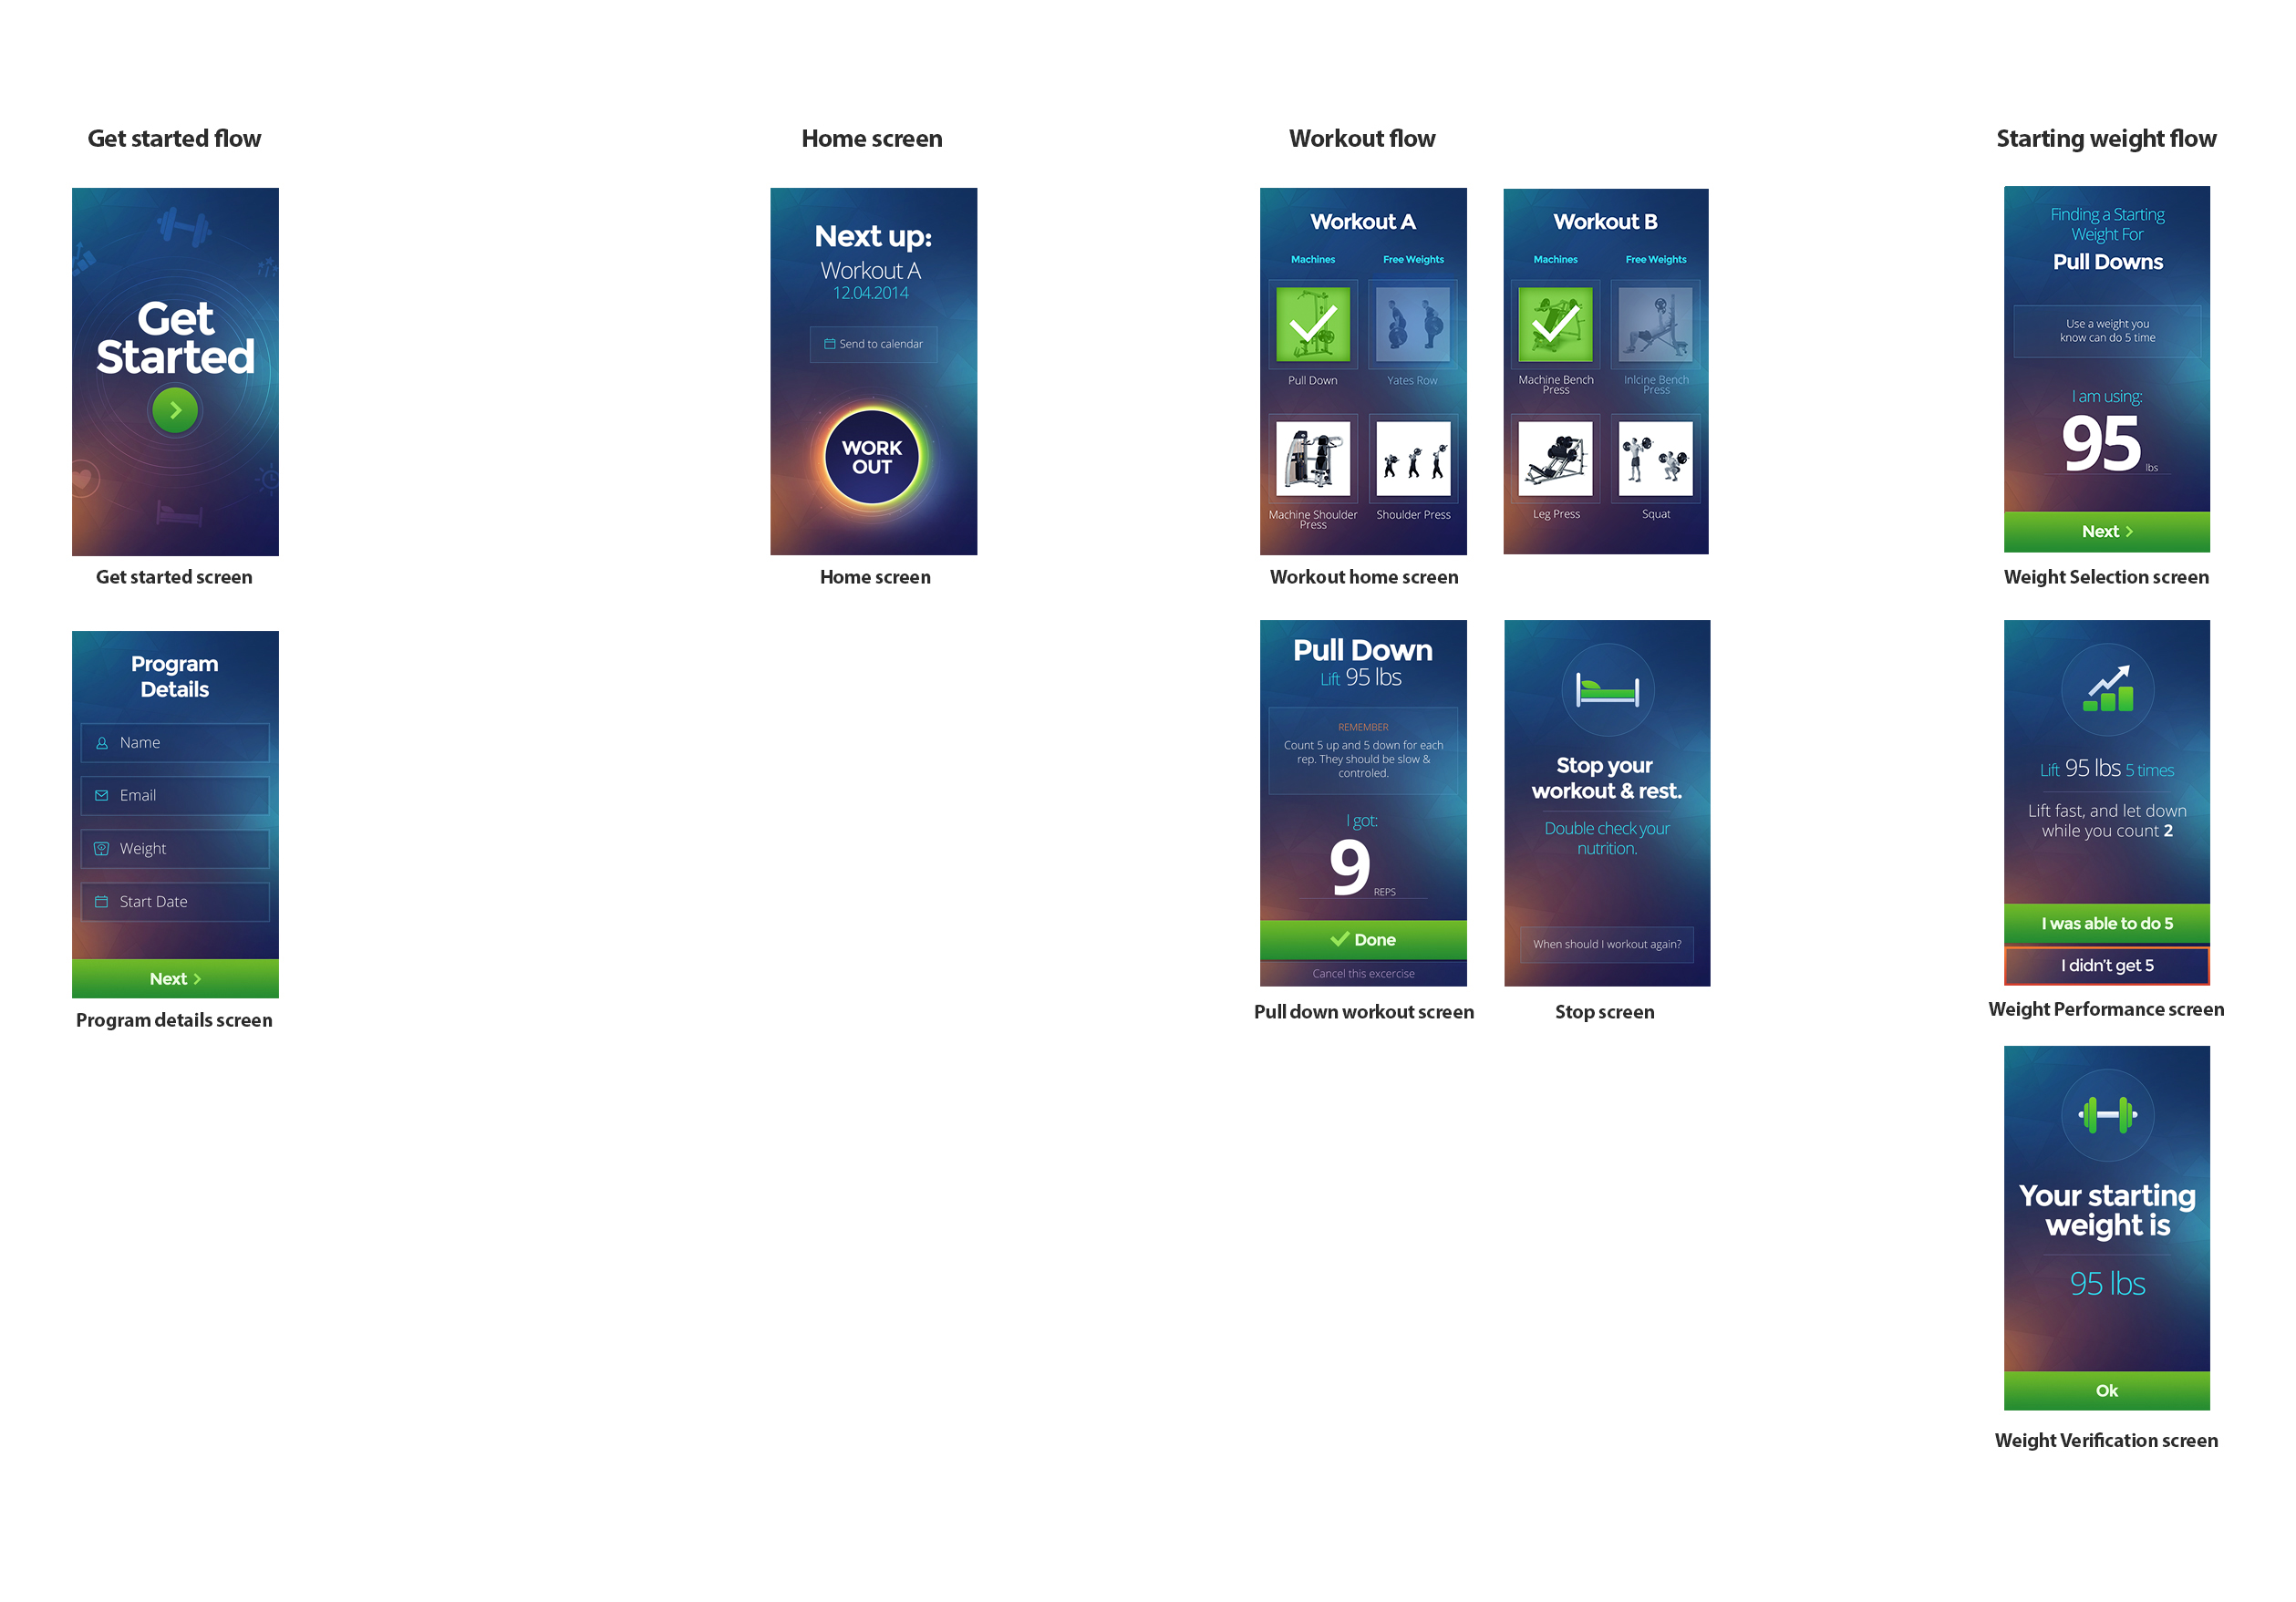 Get started flow
Get
Started
Get started screen
Program
Details
Name
Email
Weight
Start Date
Next >
Program details screen
Home screen
Next up:
Workout A
12.04.2014
Send to calendar
WORK
OUT
Home screen
Workout flow
Workout A
Machines
Free Weights
Pull Down
Yates Row
Machine Shoulder
Press
Shoulder Press
Workout home screen
Workout B
Machines
Free Weights
Machine Bench
Press
Inlcine Bench
Press
Leg Press
Squat
Pull Down
Lift 95 lbs
REMEMBER
Count 5 up and 5 down for each
rep. They should be slow &
controled.
I got:
9 REPS
Done
Cancel this excercise
Pull down workout screen
Stop your
workout & rest.
Double check your
nutrition.
When should I workout again?
Stop screen
Starting weight flow
Finding a Starting
Weight For
Pull Downs
Use a weight you
know can do 5 time
I am using:
95 lbs
Next >
Weight Selection screen
Lift 95 lbs 5 times
Lift fast, and let down
while you count 2
I was able to do 5
I didn't get 5
Weight Performance screen
Your starting
weight is
95 lbs
Ok
Weight Verification screen